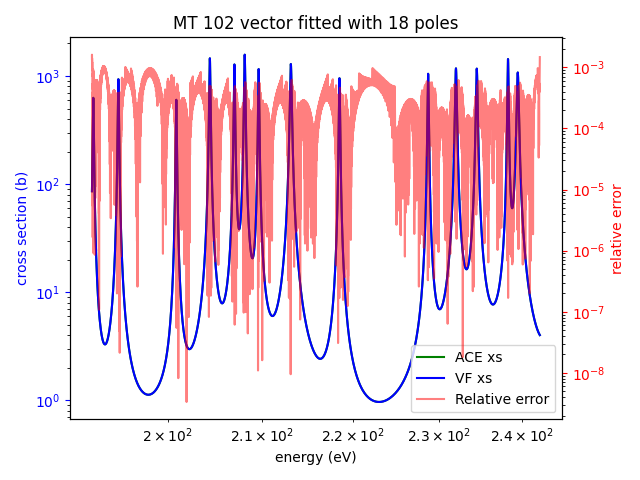 MT 102 vector fitted with 18 poles
10³
10²
10¹
10⁰
cross section (b)
10⁻³
10⁻⁴
10⁻⁵
10⁻⁶
10⁻⁷
10⁻⁸
relative error
ACE xs
VF xs
Relative error
2 × 10² 2.1 × 10² 2.2 × 10² 2.3 × 10² 2.4 × 10²
energy (eV)